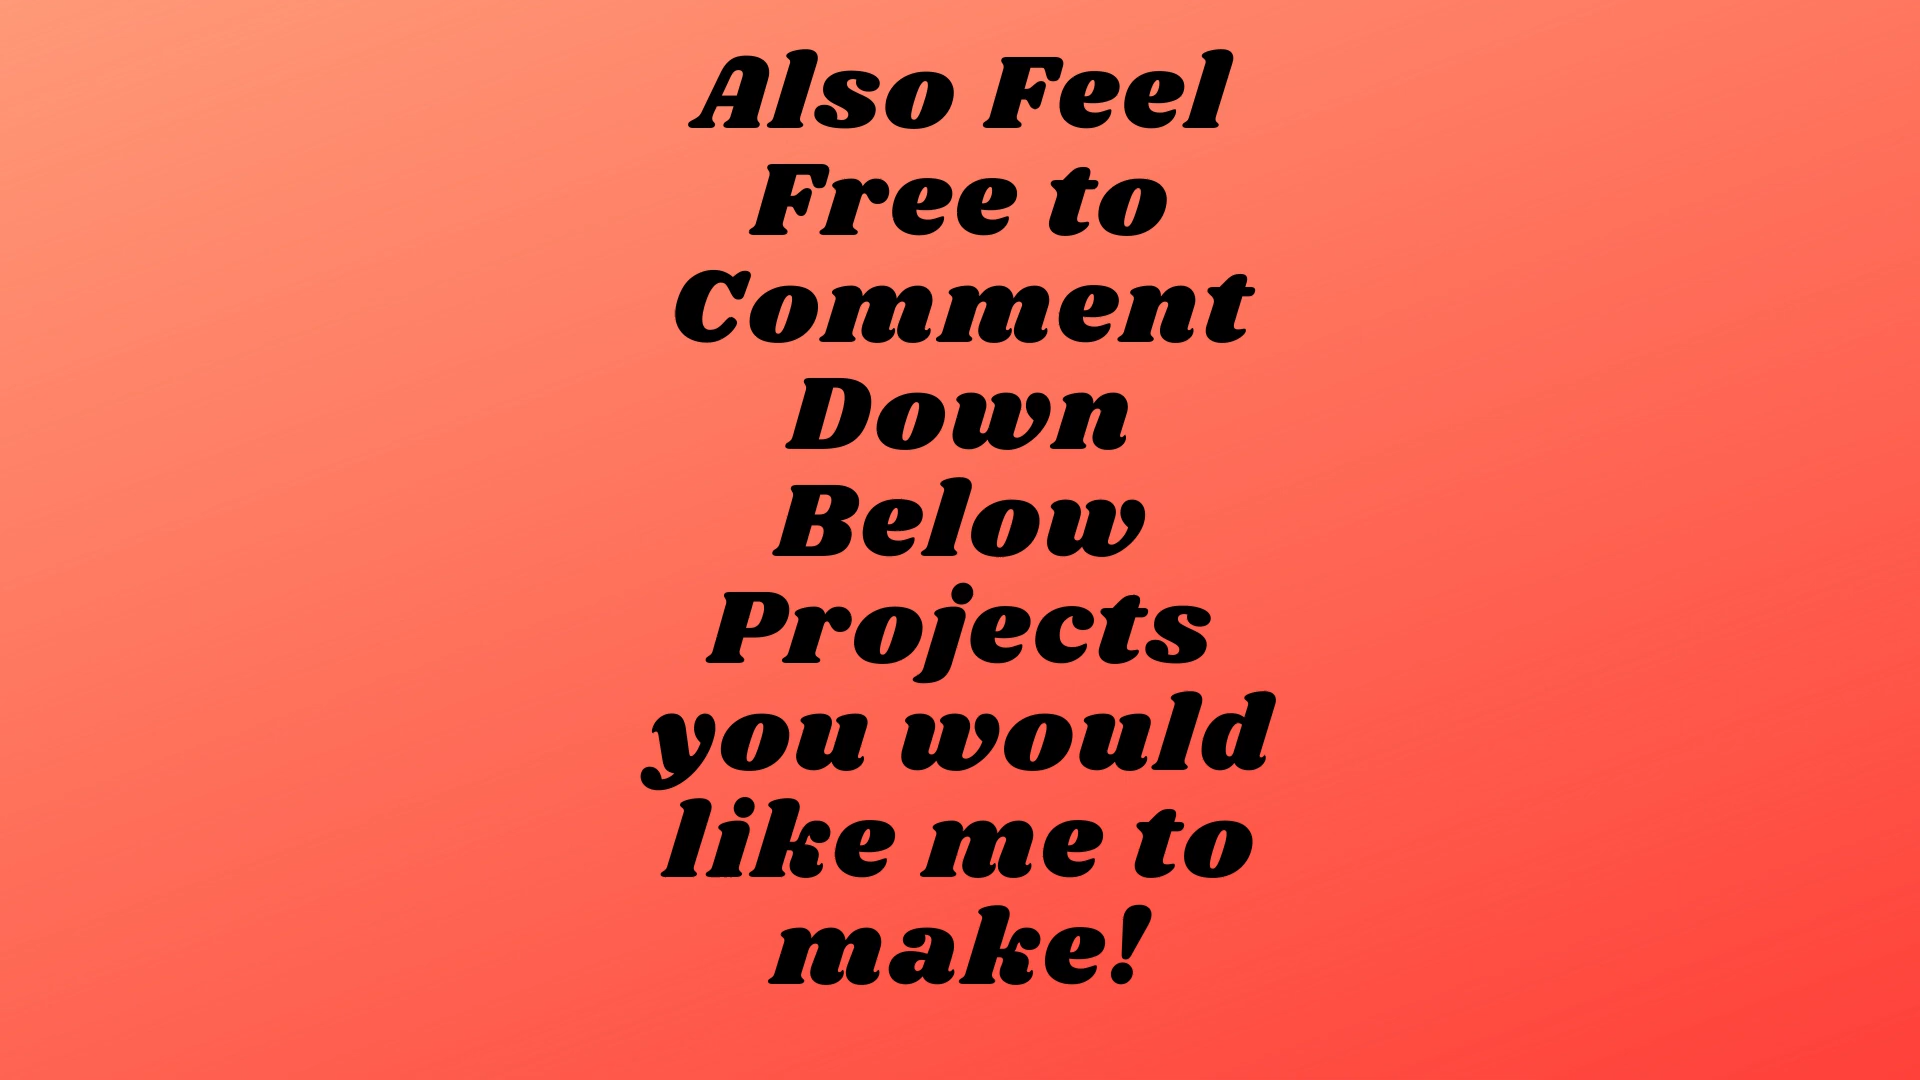 Also Feel
Free to
Comment
Down
Below
Projects
you would
like me to
make!